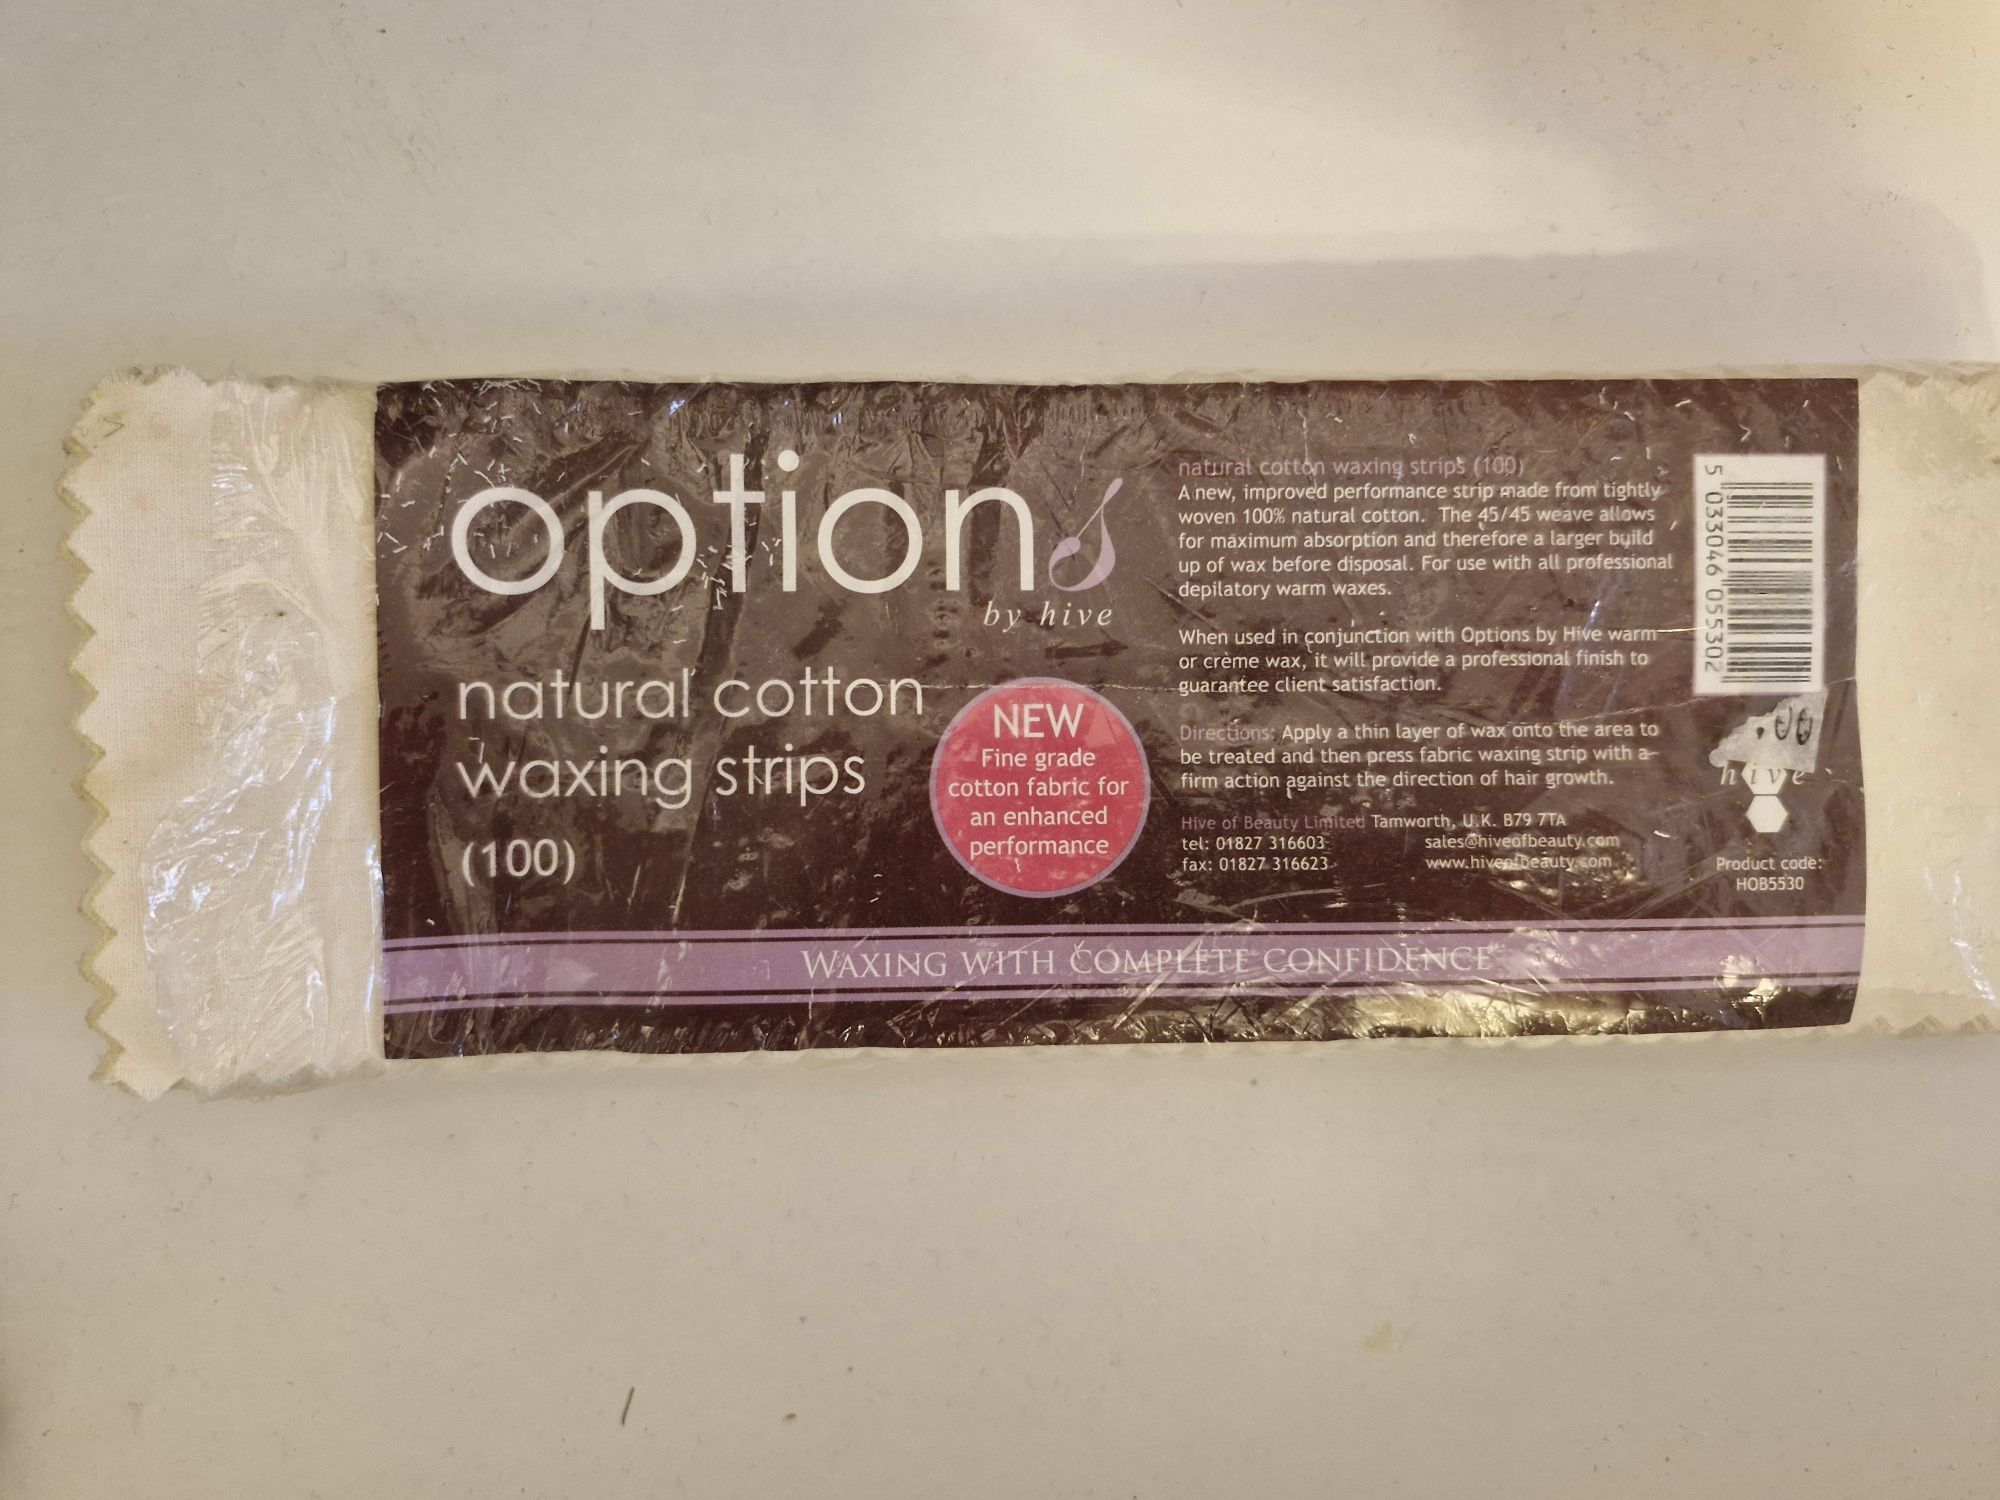 options
by hive
natural cotton
waxing strips
(100)
NEW
Fine grade
cotton fabric for
an enhanced
performance
natural cotton waxing strips (100)
A new, improved performance strip made from tightly
woven 100% natural cotton. The 45/45 weave allows
for maximum absorption and therefore a larger build
up of wax before disposal. For use with all professional
depilatory warm waxes.
When used in conjunction with Options by Hive warm
or crème wax, it will provide a professional finish to
guarantee client satisfaction.
Directions: Apply a thin layer of wax onto the area to
be treated and then press fabric waxing strip with a
firm action against the direction of hair growth.
Hive of Beauty Limited Tamworth, U.K. B79 7TA
tel: 01827 316603 sales@hiveofbeauty.com
fax: 01827 316623 www.hiveofbeauty.com
5 033046 055302
.00
hive
Product code:
HOB5530
WAXING WITH COMPLETE CONFIDENCE